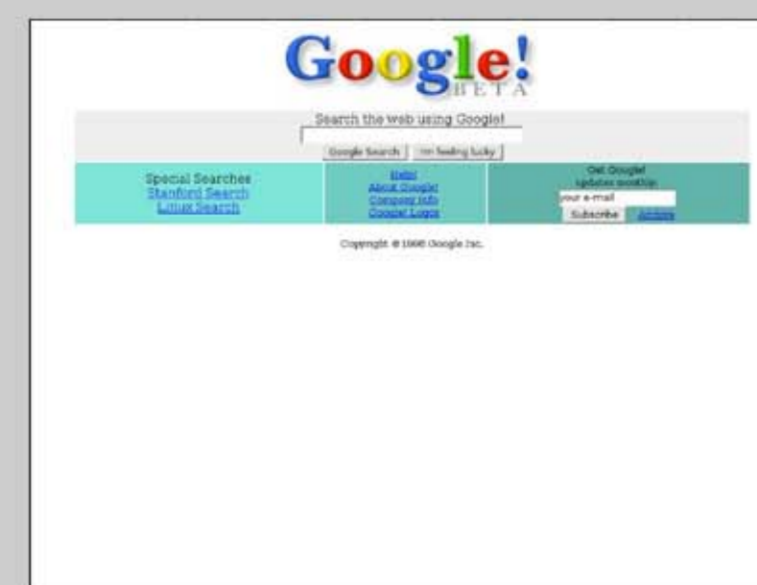 Google!
BETA
Search the web using Google!
Google Search I'm feeling lucky
Special Searches
Stanford Search
Linux Search
Help!
About Google!
Company Info
Google! Logos
Get Google!
updates monthly:
your e-mail
Subscribe Archive
Copyright ©1998 Google Inc.